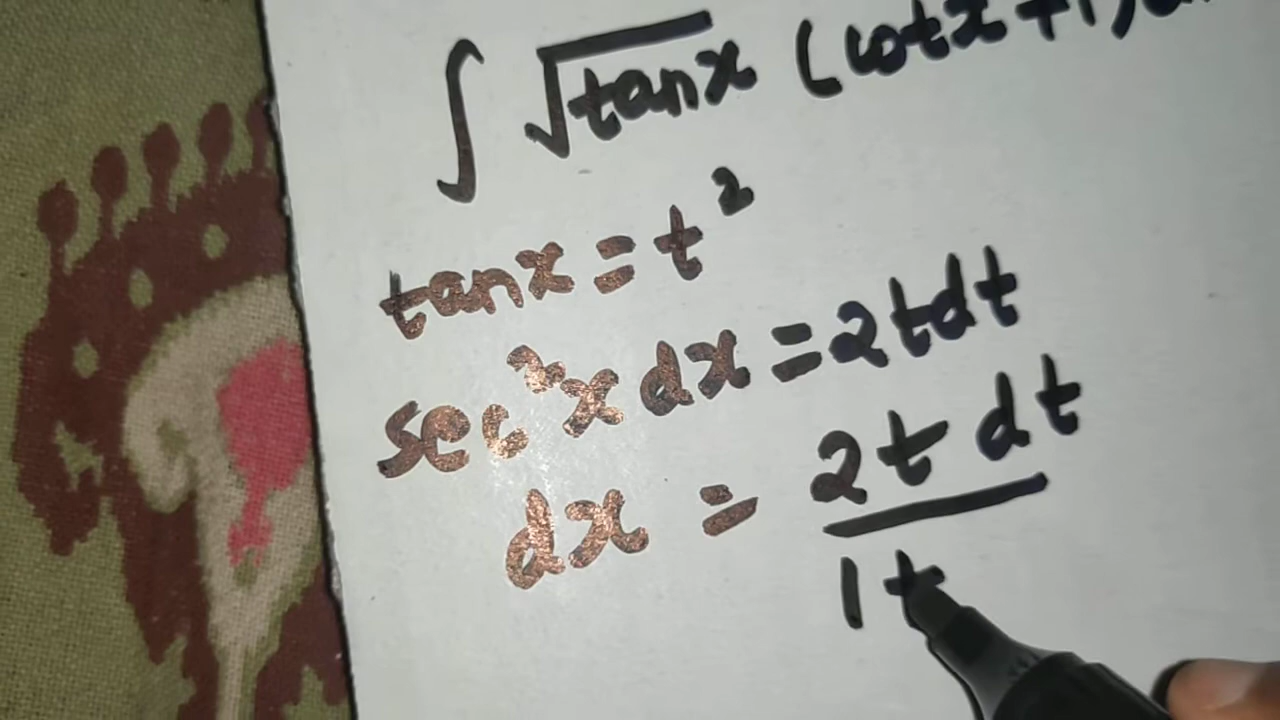 ∫ √tanx (cotx+1)
tanx = t²
sec²x dx = 2tdt
dx = 2t dt
1+